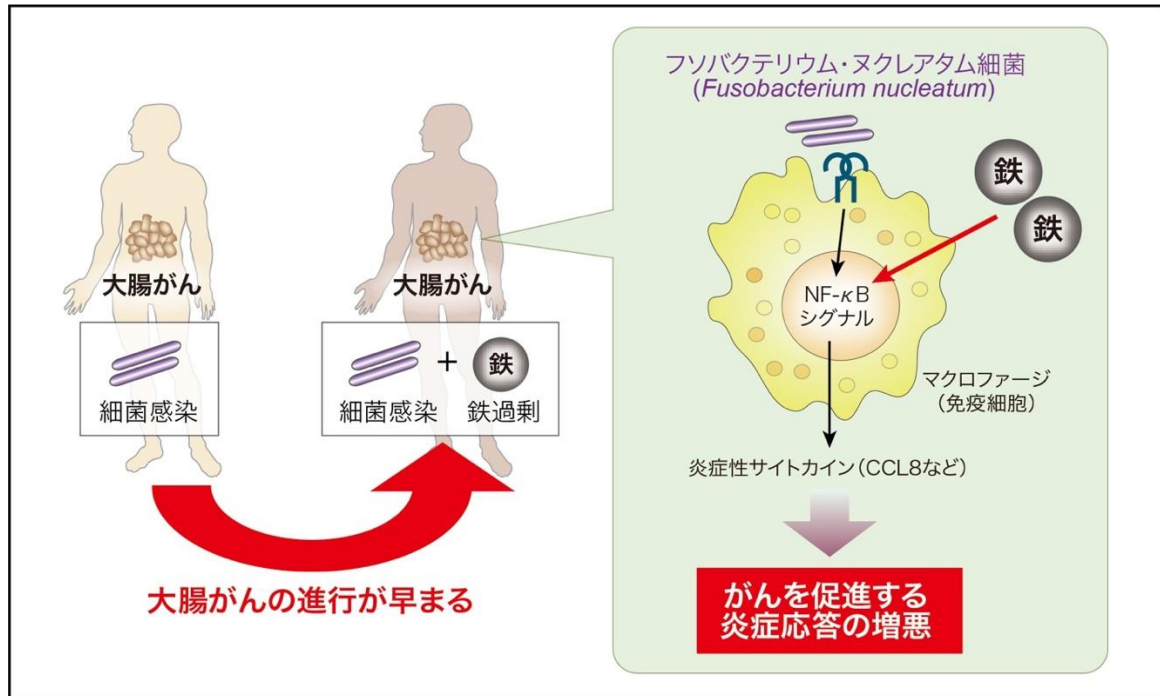 大腸がん
細菌感染
大腸がん
+
鉄
細菌感染 鉄過剰
大腸がんの進行が早まる
フソバクテリウム・ヌクレアタム細菌
(Fusobacterium nucleatum)
鉄
鉄
NF-κB
シグナル
マクロファージ
(免疫細胞)
炎症性サイトカイン(CCL8など)
がんを促進する
炎症応答の増悪